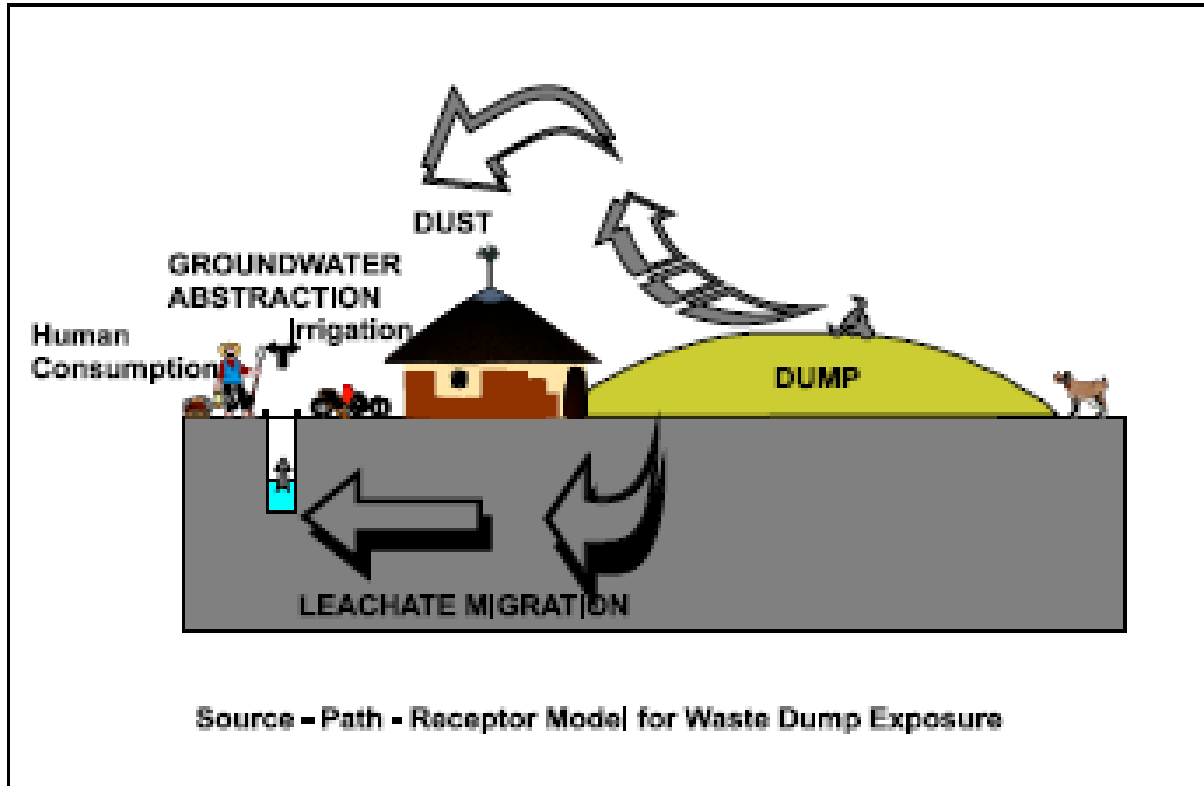 DUST
GROUNDWATER
ABSTRACTION
Irrigation
Human
Consumption
DUMP
LEACHATE MIGRATION
Source - Path - Receptor Model for Waste Dump Exposure